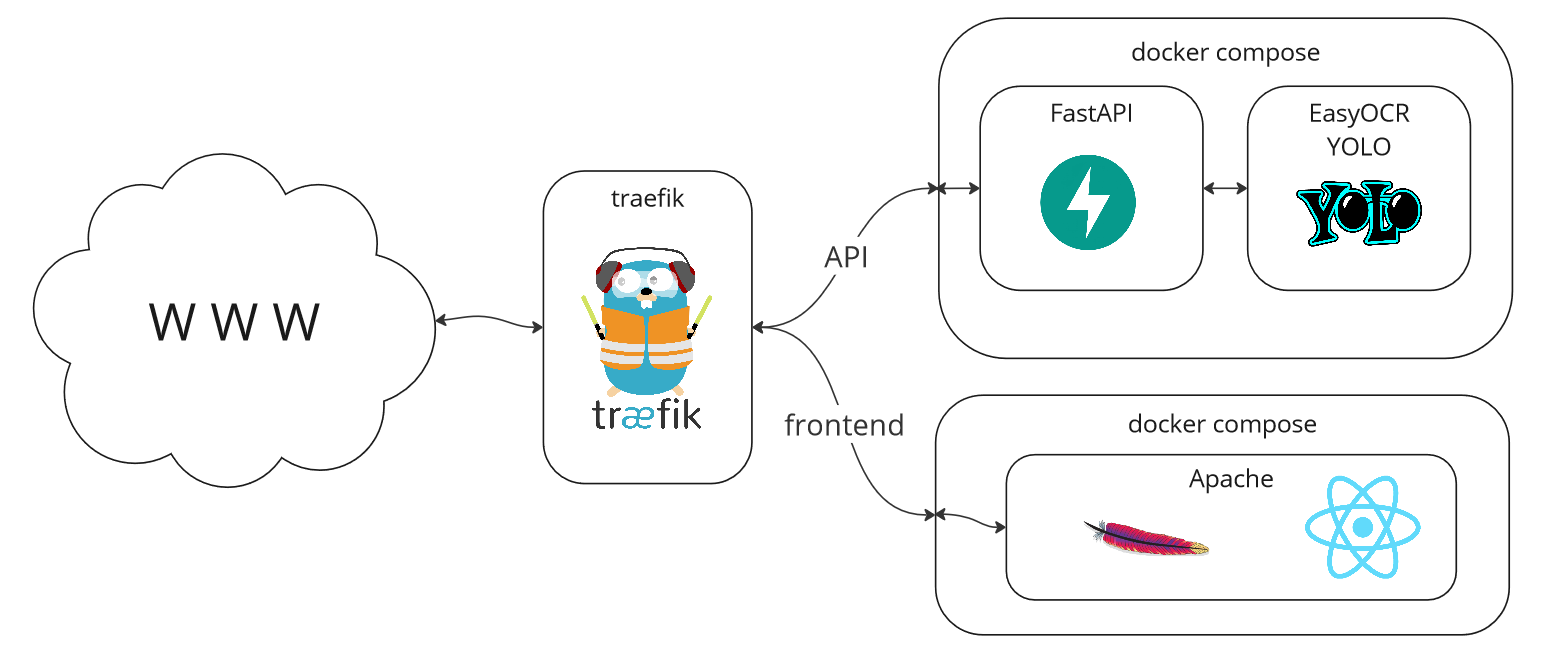 W W W
traefik
træfik
API
frontend
docker compose
FastAPI
EasyOCR
YOLO
YOLO
docker compose
Apache